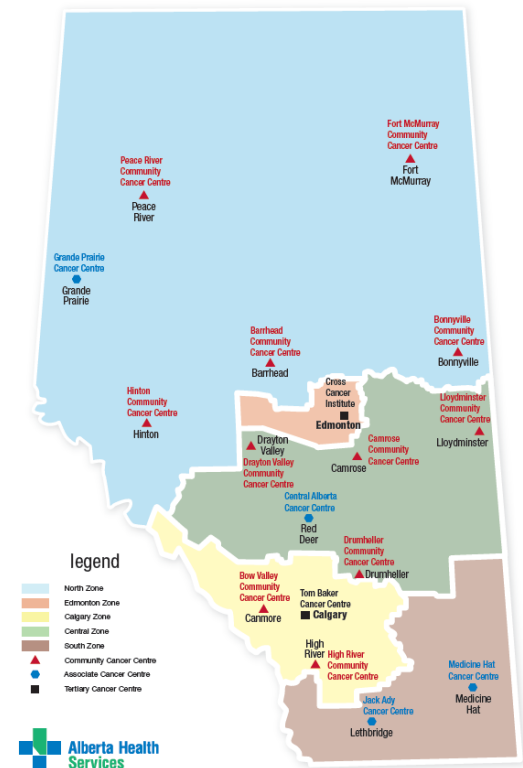 Fort McMurray
Community
Cancer Centre
Fort
McMurray
Peace River
Community
Cancer Centre
Peace
River
Grande Prairie
Cancer Centre
Grande
Prairie
Bonnyville
Community
Cancer Centre
Bonnyville
Barrhead
Community
Cancer Centre
Barrhead
Cross
Cancer
Institute
Edmonton
Hinton
Community
Cancer Centre
Hinton
Lloydminster
Community
Cancer Centre
Lloydminster
Drayton
Valley
Drayton Valley
Community
Cancer Centre
Camrose
Community
Cancer Centre
Camrose
Central Alberta
Cancer Centre
Red
Deer
Drumheller
Community
Cancer Centre
Drumheller
Bow Valley
Community
Cancer Centre
Canmore
Tom Baker
Cancer Centre
Calgary
High
River
High River
Community
Cancer Centre
Medicine Hat
Cancer Centre
Medicine
Hat
Jack Ady
Cancer Centre
Lethbridge
legend
North Zone
Edmonton Zone
Calgary Zone
Central Zone
South Zone
Community Cancer Centre
Associate Cancer Centre
Tertiary Cancer Centre
Alberta Health
Services